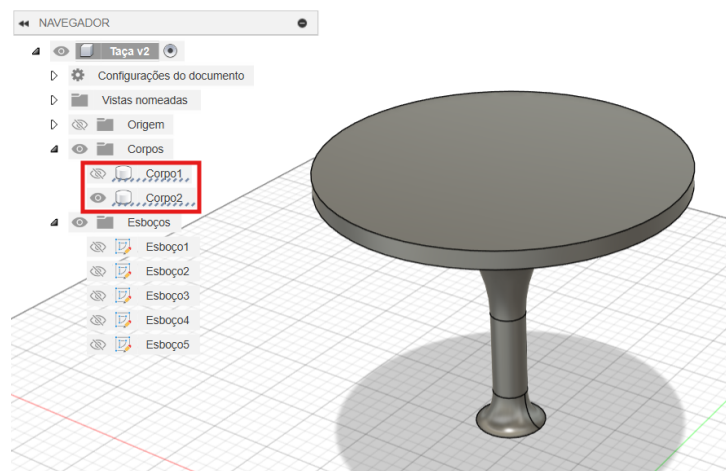 NAVEGADOR
Taça v2
Configurações do documento
Vistas nomeadas
Origem
Corpos
Corpo1
Corpo2
Esboços
Esboço1
Esboço2
Esboço3
Esboço4
Esboço5